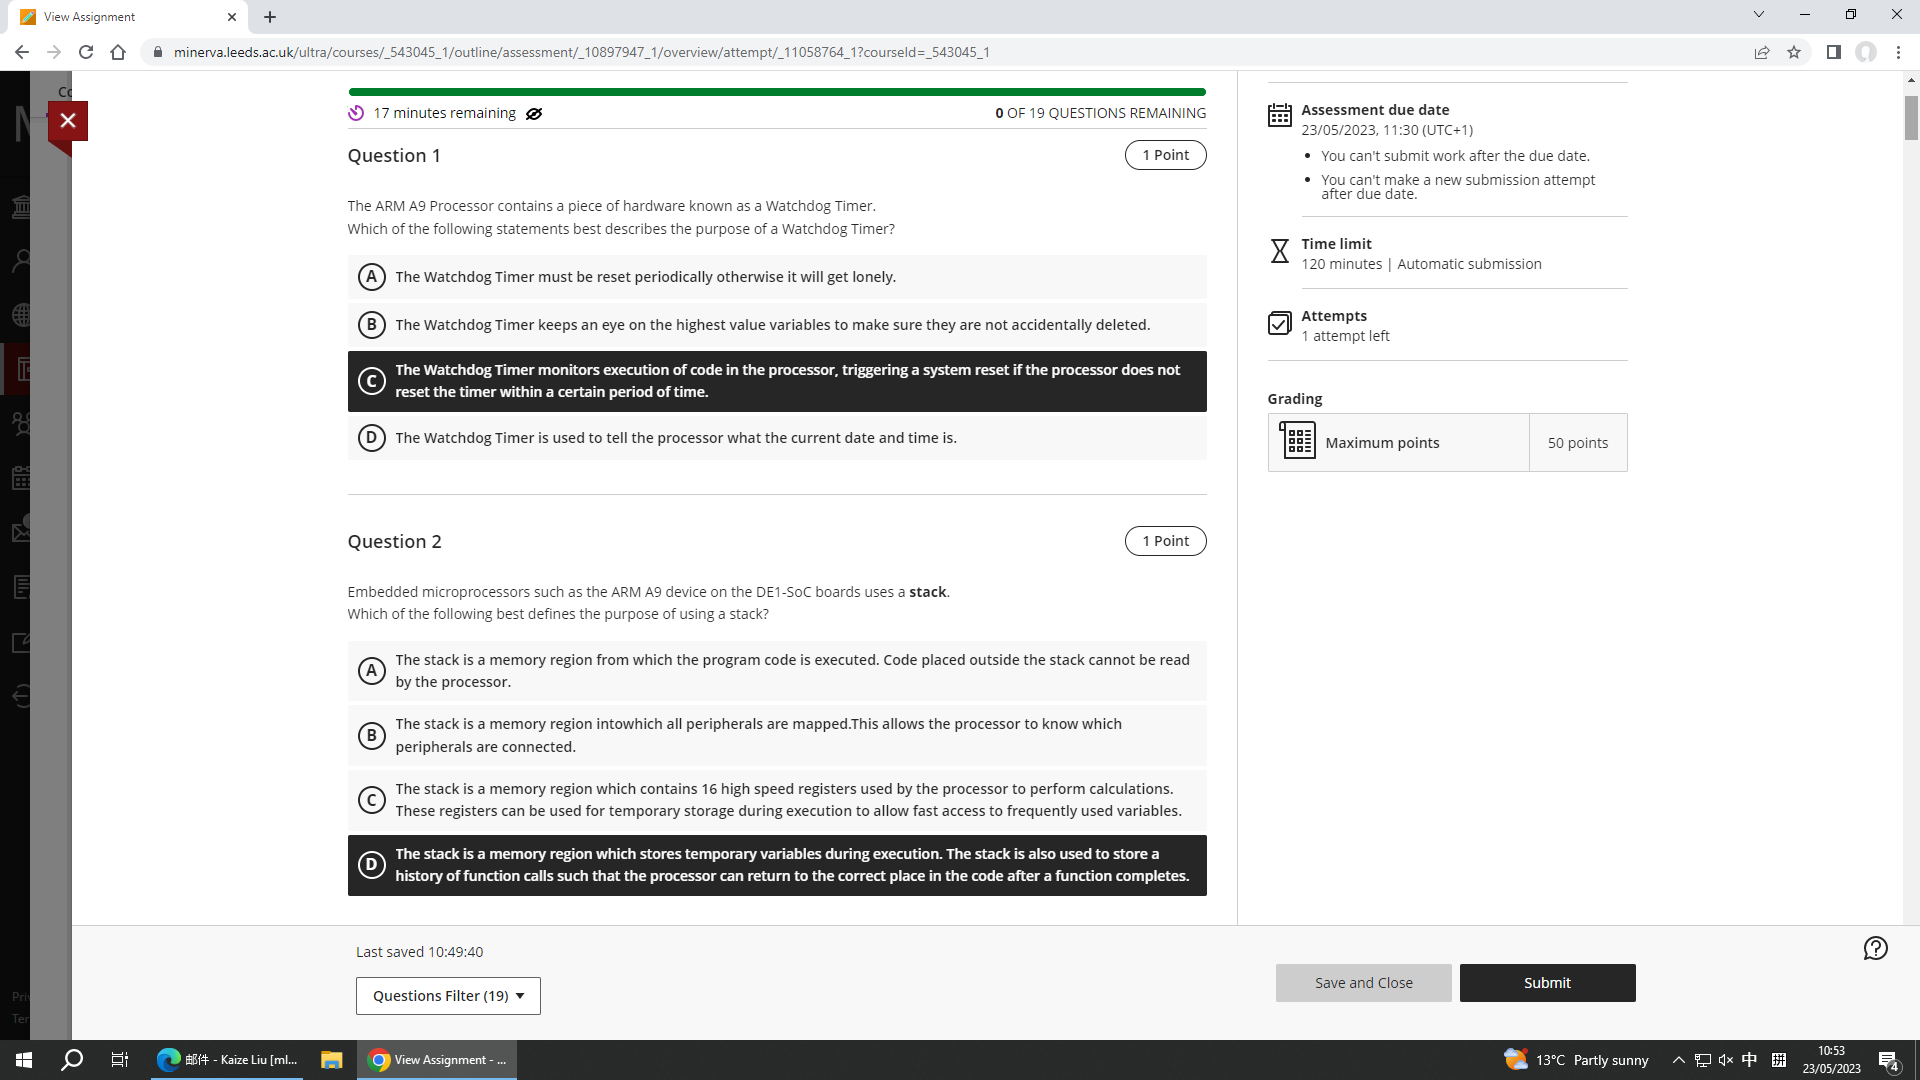 View Assignment
minerva.leeds.ac.uk/ultra/courses/_543045_1/outline/assessment/_10897947_1/overview/attempt/_11058764_1?courseId=_543045_1
17 minutes remaining
0 OF 19 QUESTIONS REMAINING
Question 1
1 Point
The ARM A9 Processor contains a piece of hardware known as a Watchdog Timer.
Which of the following statements best describes the purpose of a Watchdog Timer?
A The Watchdog Timer must be reset periodically otherwise it will get lonely.
B The Watchdog Timer keeps an eye on the highest value variables to make sure they are not accidentally deleted.
C The Watchdog Timer monitors execution of code in the processor, triggering a system reset if the processor does not
reset the timer within a certain period of time.
D The Watchdog Timer is used to tell the processor what the current date and time is.
Question 2
1 Point
Embedded microprocessors such as the ARM A9 device on the DE1-SoC boards uses a stack.
Which of the following best defines the purpose of using a stack?
A The stack is a memory region from which the program code is executed. Code placed outside the stack cannot be read
by the processor.
B The stack is a memory region intowhich all peripherals are mapped.This allows the processor to know which
peripherals are connected.
C The stack is a memory region which contains 16 high speed registers used by the processor to perform calculations.
These registers can be used for temporary storage during execution to allow fast access to frequently used variables.
D The stack is a memory region which stores temporary variables during execution. The stack is also used to store a
history of function calls such that the processor can return to the correct place in the code after a function completes.
Assessment due date
23/05/2023, 11:30 (UTC+1)
You can't submit work after the due date.
You can't make a new submission attempt
after due date.
Time limit
120 minutes | Automatic submission
Attempts
1 attempt left
Grading
Maximum points
50 points
Last saved 10:49:40
Questions Filter (19)
Save and Close
Submit
Co
Pri
Ter
邮件 - Kaize Liu [ml...
View Assignment - ...
13°C Partly sunny
中
拼
10:53
23/05/2023
4